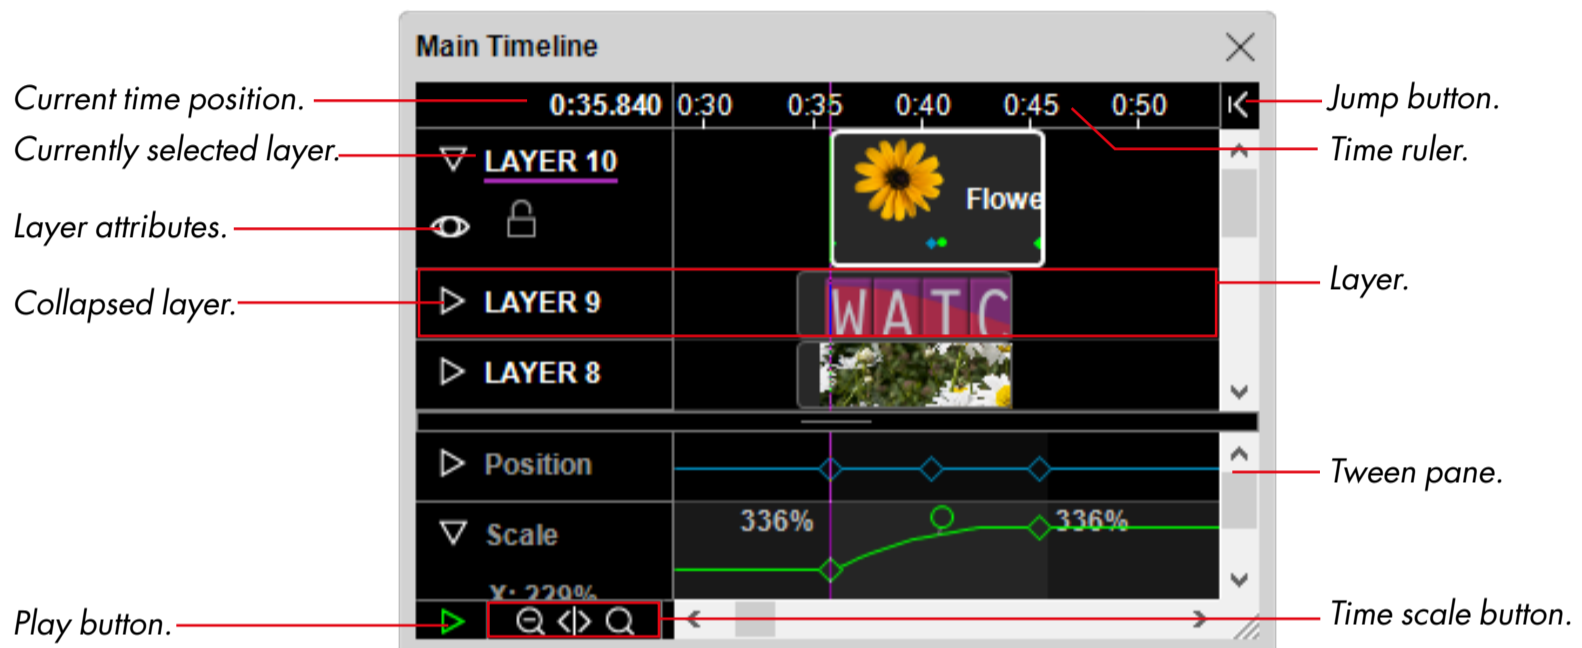 Main Timeline
Current time position.
0:35.840 0:30 0:35 0:40 0:45 0:50
Jump button.
Currently selected layer.
LAYER 10
Time ruler.
Flowe
Layer attributes.
Layer.
Collapsed layer.
LAYER 9
WATC
LAYER 8
Position
Tween pane.
336% 336%
Scale
X: 229%
Play button.
Time scale button.